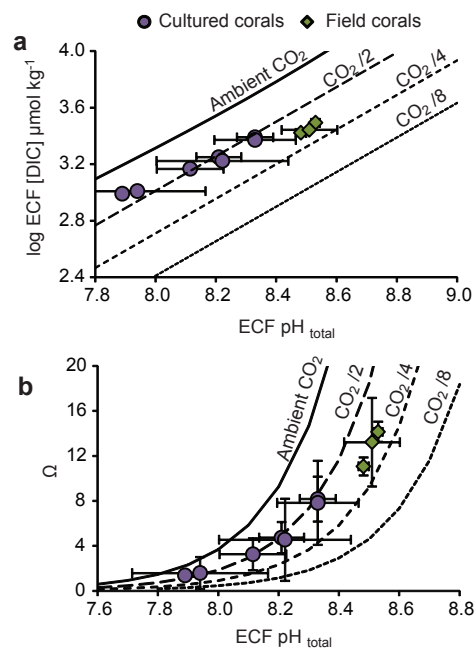 Cultured corals Field corals
a
4.0
3.6
3.2
2.8
2.4
log ECF [DIC] µmol kg-1
Ambient CO2
CO2/2
CO2/4
CO2/8
7.8 8.0 8.2 8.4 8.6 8.8 9.0
ECF pH total
b
20
16
12
8
4
0
Ω
Ambient CO2
CO2/2
CO2/4
CO2/8
7.6 7.8 8.0 8.2 8.4 8.6 8.8
ECF pH total